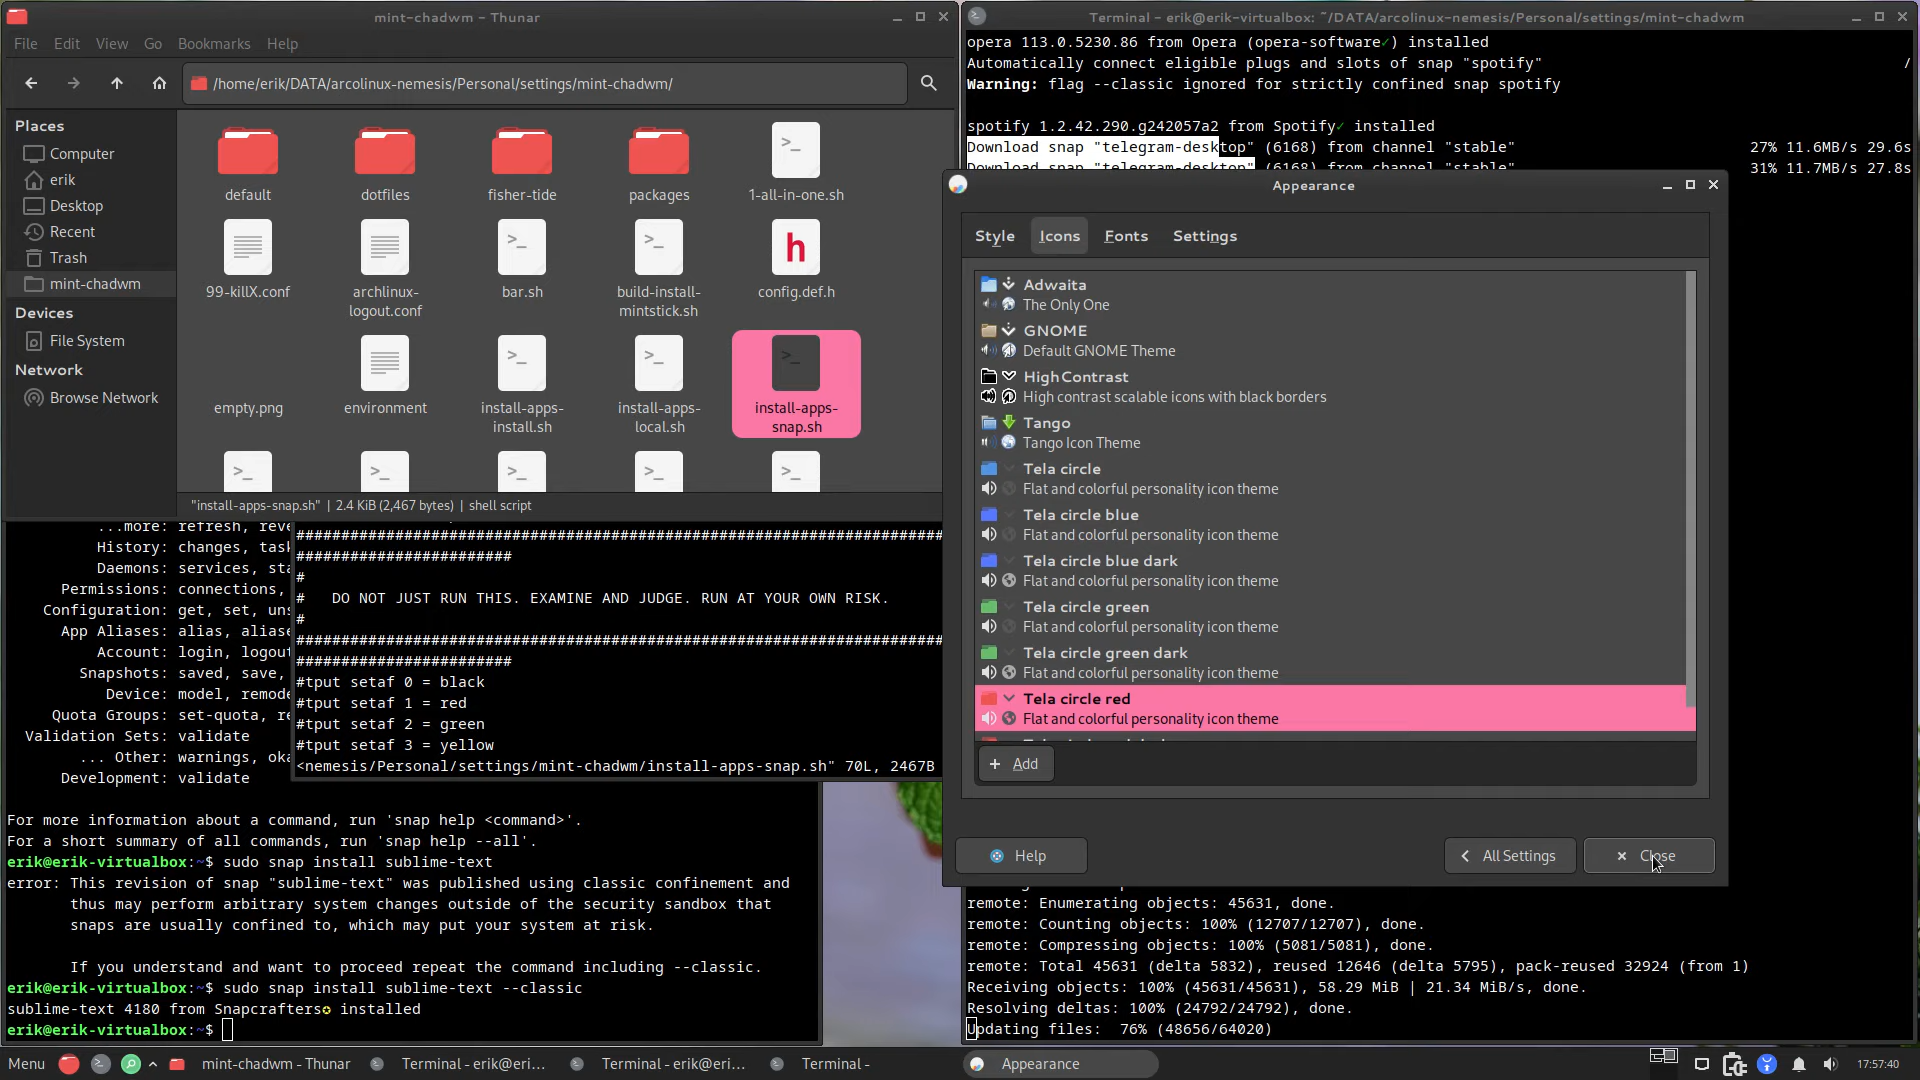 mint-chadwm - Thunar
File Edit View Go Bookmarks Help
/home/erik/DATA/arcolinux-nemesis/Personal/settings/mint-chadwm/
Places
Computer
erik
Desktop
Recent
Trash
mint-chadwm
Devices
File System
Network
Browse Network
default
dotfiles
fisher-tide
packages
>_
1-all-in-one.sh
99-killX.conf
archlinux-
logout.conf
>_
bar.sh
>_
build-install-
mintstick.sh
h
config.def.h
empty.png
environment
>_
install-apps-
install.sh
>_
install-apps-
local.sh
>_
install-apps-
snap.sh
>_
>_
>_
>_
>_
"install-apps-snap.sh" | 2.4 KiB (2,467 bytes) | shell script
Terminal - erik@erik-virtualbox: ~/DATA/arcolinux-nemesis/Personal/settings/mint-chadwm
opera 113.0.5230.86 from Opera (opera-software✓) installed
Automatically connect eligible plugs and slots of snap "spotify" /
Warning: flag --classic ignored for strictly confined snap spotify
spotify 1.2.42.290.g242057a2 from Spotify✓ installed
Download snap "telegram-desktop" (6168) from channel "stable" 27% 11.6MB/s 29.6s
Download snap "telegram-desktop" (6168) from channel "stable" 31% 11.7MB/s 27.8s
Appearance
Style Icons Fonts Settings
Adwaita
The Only One
GNOME
Default GNOME Theme
HighContrast
High contrast scalable icons with black borders
Tango
Tango Icon Theme
Tela circle
Flat and colorful personality icon theme
Tela circle blue
Flat and colorful personality icon theme
Tela circle blue dark
Flat and colorful personality icon theme
Tela circle green
Flat and colorful personality icon theme
Tela circle green dark
Flat and colorful personality icon theme
Tela circle red
Flat and colorful personality icon theme
+ Add
Help
All Settings
Close
...more: refresh, reve
History: changes, task
Daemons: services, sta
Permissions: connections,
Configuration: get, set, uns
App Aliases: alias, aliase
Account: login, logout
Snapshots: saved, save,
Device: model, remode
Quota Groups: set-quota, re
Validation Sets: validate
... Other: warnings, oka
Development: validate
For more information about a command, run 'snap help <command>'.
For a short summary of all commands, run 'snap help --all'.
erik@erik-virtualbox:~$ sudo snap install sublime-text
error: This revision of snap "sublime-text" was published using classic confinement and
thus may perform arbitrary system changes outside of the security sandbox that
snaps are usually confined to, which may put your system at risk.
If you understand and want to proceed repeat the command including --classic.
erik@erik-virtualbox:~$ sudo snap install sublime-text --classic
sublime-text 4180 from Snapcrafters✪ installed
erik@erik-virtualbox:~$
########################################################################
########################
#
# DO NOT JUST RUN THIS. EXAMINE AND JUDGE. RUN AT YOUR OWN RISK.
#
########################################################################
########################
#tput setaf 0 = black
#tput setaf 1 = red
#tput setaf 2 = green
#tput setaf 3 = yellow
<nemesis/Personal/settings/mint-chadwm/install-apps-snap.sh" 70L, 2467B
remote: Enumerating objects: 45631, done.
remote: Counting objects: 100% (12707/12707), done.
remote: Compressing objects: 100% (5081/5081), done.
remote: Total 45631 (delta 5832), reused 12646 (delta 5795), pack-reused 32924 (from 1)
Receiving objects: 100% (45631/45631), 58.29 MiB | 21.34 MiB/s, done.
Resolving deltas: 100% (24792/24792), done.
Updating files: 76% (48656/64020)
Menu
mint-chadwm - Thunar
Terminal - erik@eri...
Terminal - erik@eri...
Terminal -
Appearance
17:57:40